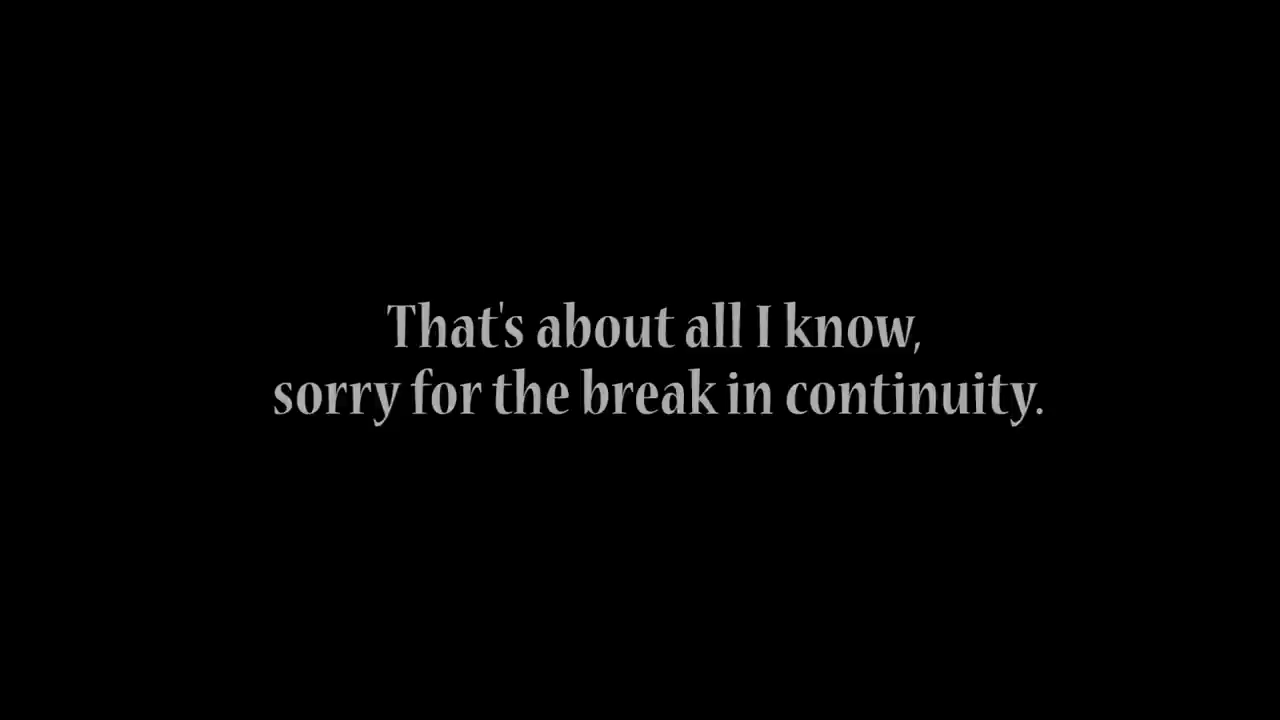 That's about all I know,
sorry for the break in continuity.